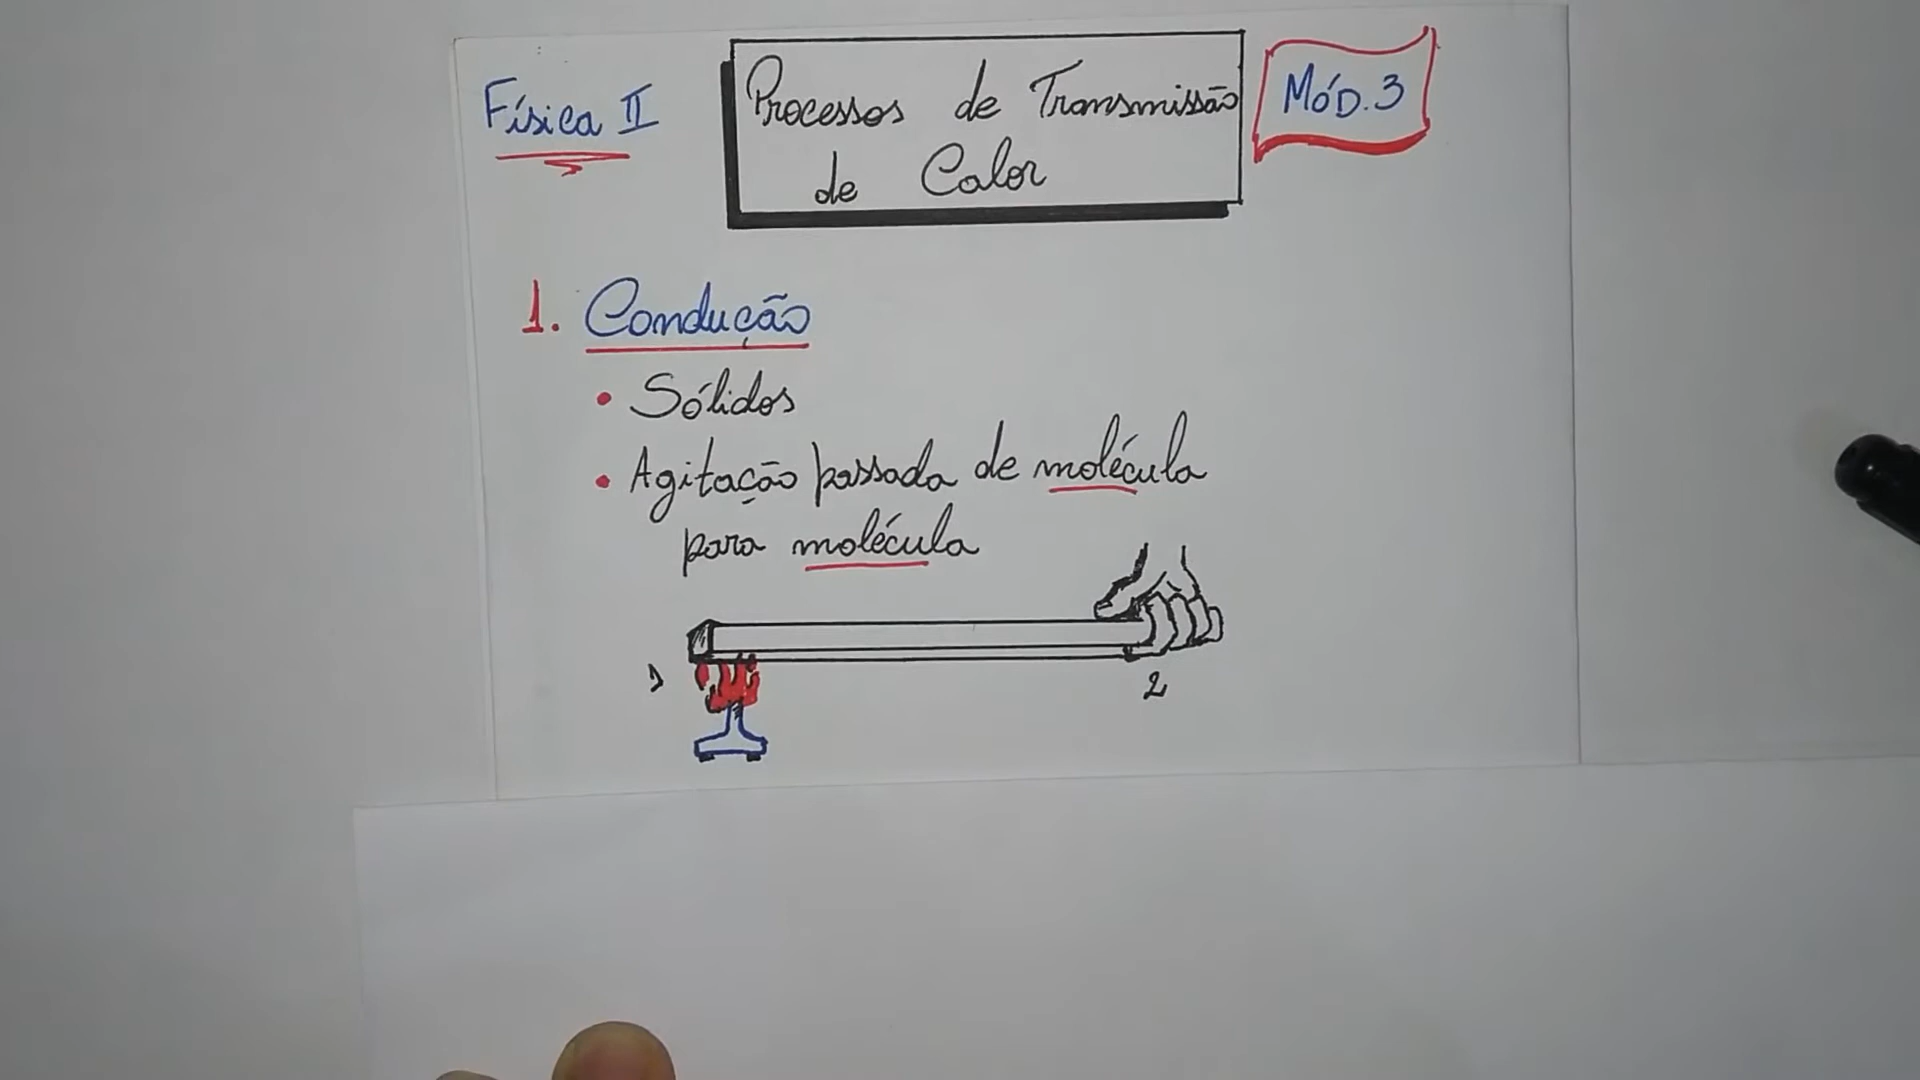 Física II
Processos de Transmissão
de Calor
MÓD.3
1. Condução
• Sólidos
• Agitação passada de molécula
para molécula
1
2